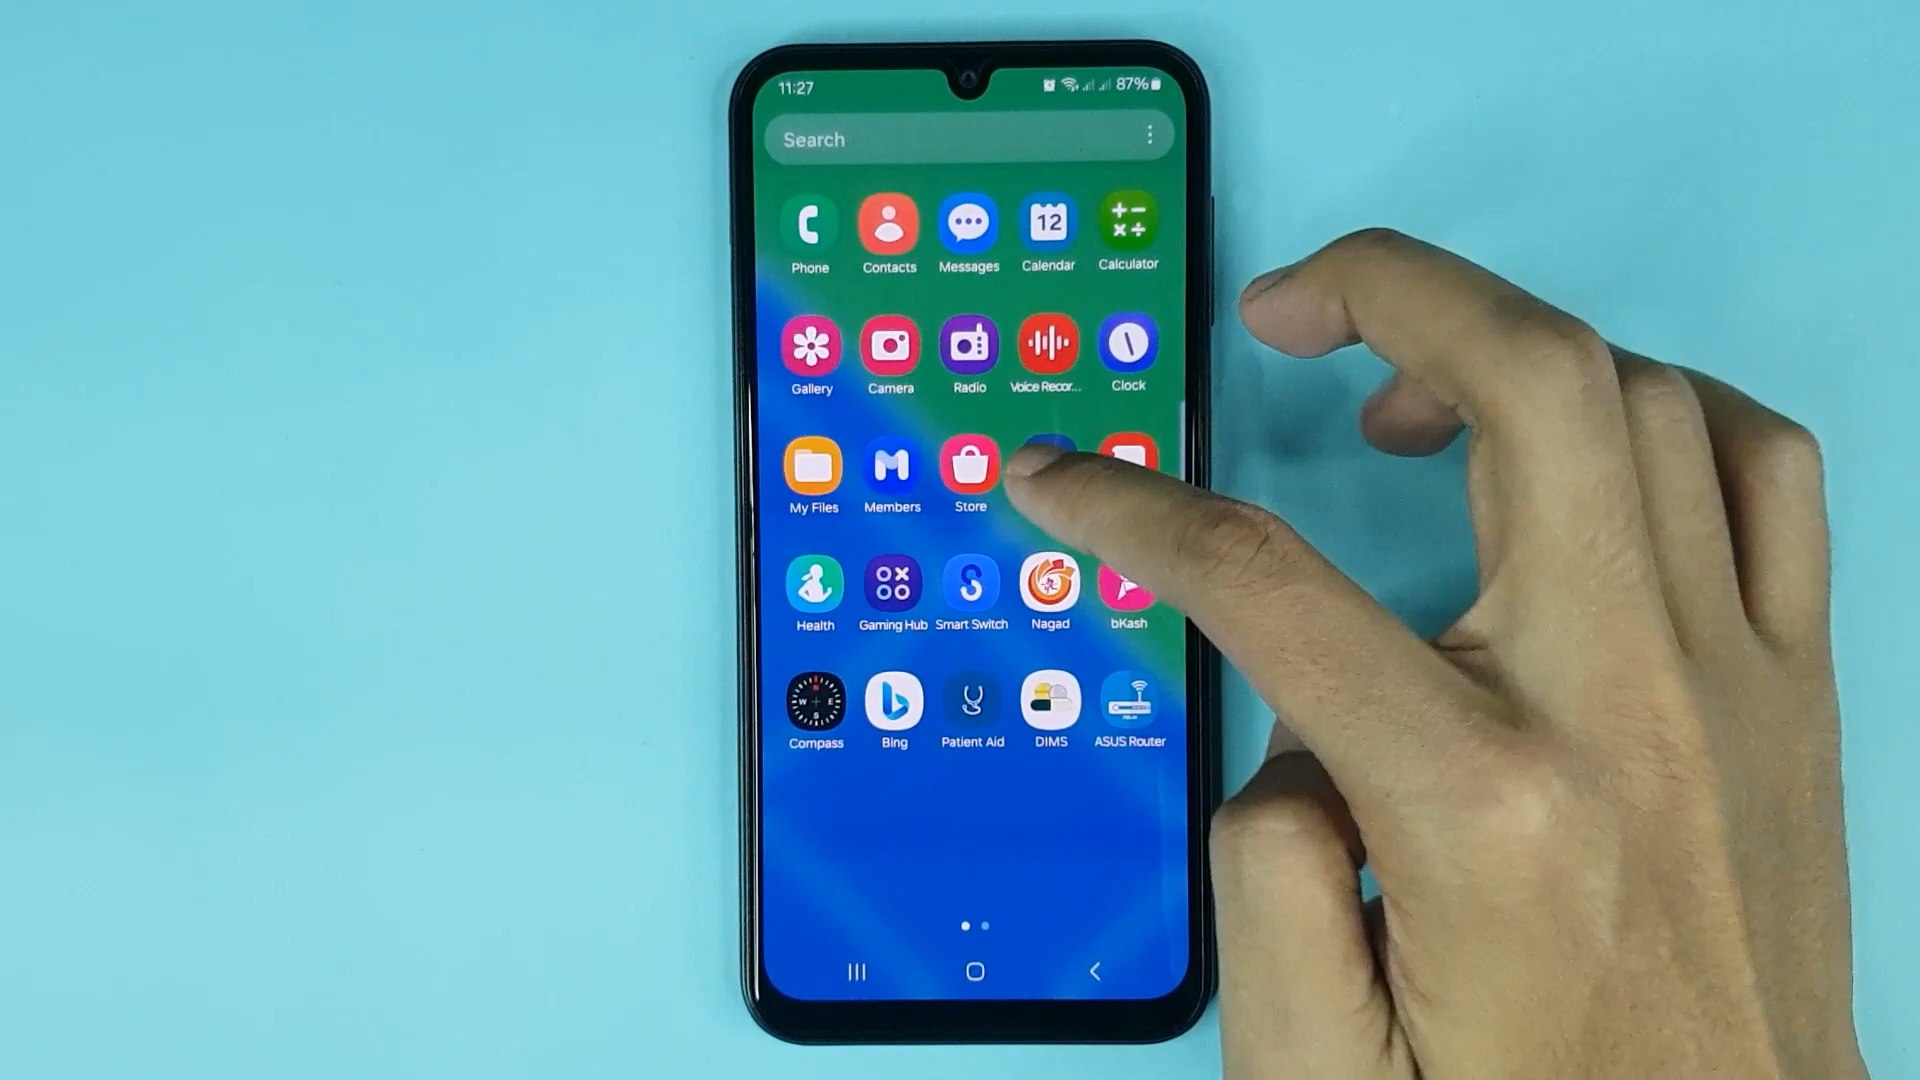 11:27 87%
Search
Phone Contacts Messages Calendar Calculator
12
Gallery Camera Radio Voice Recor... Clock
My Files Members Store
Health Gaming Hub Smart Switch Nagad bKash
N
W E
S
Compass Bing Patient Aid DIMS ASUS Router